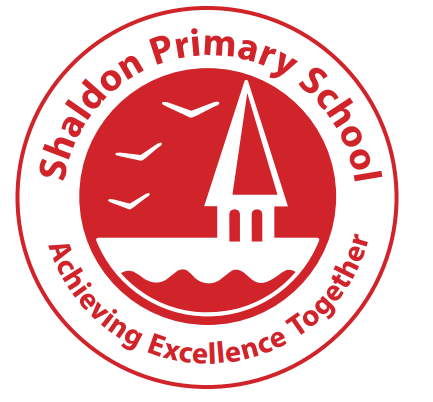 Shaldon Primary School
Achieving Excellence Together